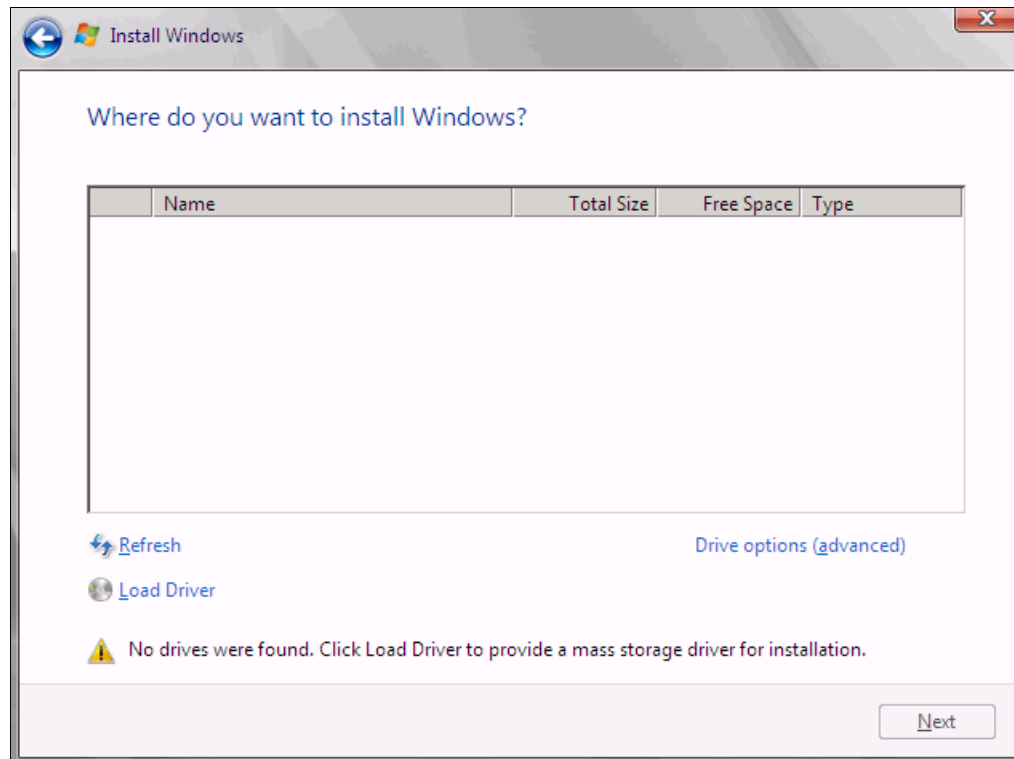 Install Windows
Where do you want to install Windows?
Name Total Size Free Space Type
Refresh Drive options (advanced)
Load Driver
No drives were found. Click Load Driver to provide a mass storage driver for installation.
Next